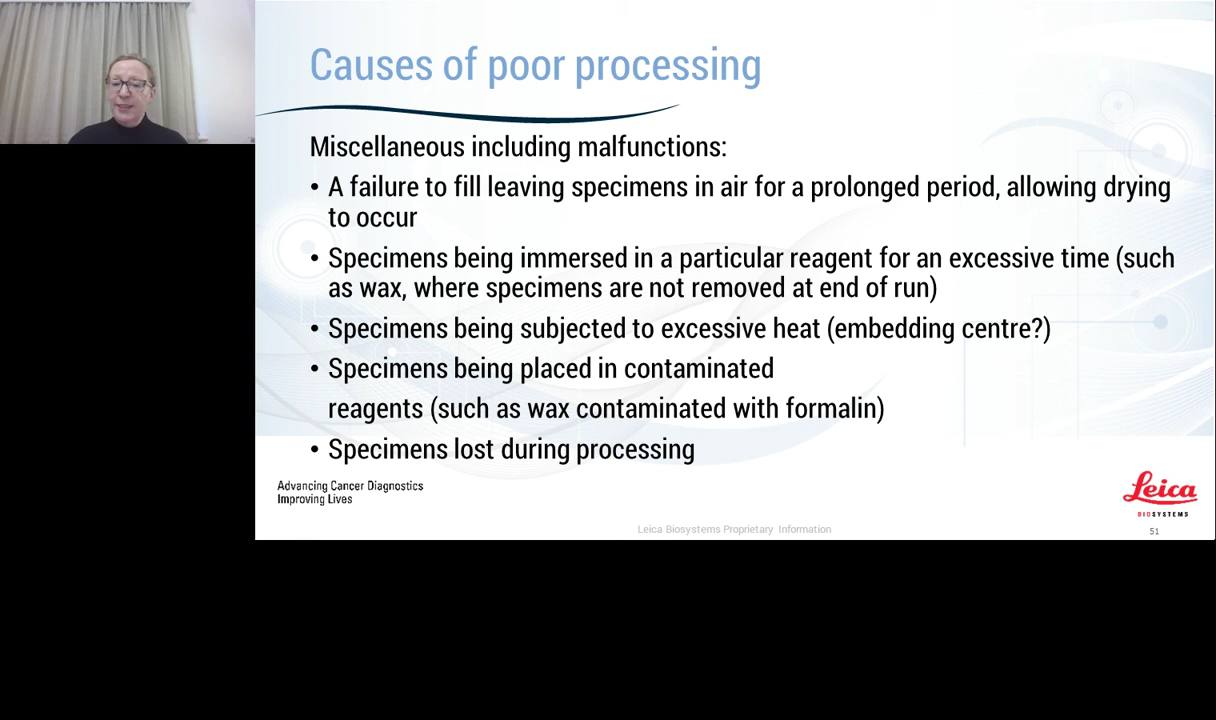 Causes of poor processing
Miscellaneous including malfunctions:
• A failure to fill leaving specimens in air for a prolonged period, allowing drying
to occur
• Specimens being immersed in a particular reagent for an excessive time (such
as wax, where specimens are not removed at end of run)
• Specimens being subjected to excessive heat (embedding centre?)
• Specimens being placed in contaminated
reagents (such as wax contaminated with formalin)
• Specimens lost during processing
Advancing Cancer Diagnostics
Improving Lives
Leica
BIOSYSTEMS
Leica Biosystems Proprietary Information
51